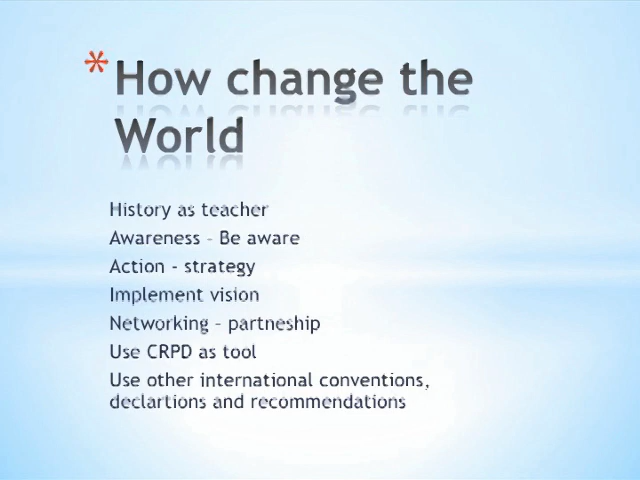 * How change the
World
History as teacher
Awareness – Be aware
Action - strategy
Implement vision
Networking – partneship
Use CRPD as tool
Use other international conventions,
declartions and recommendations